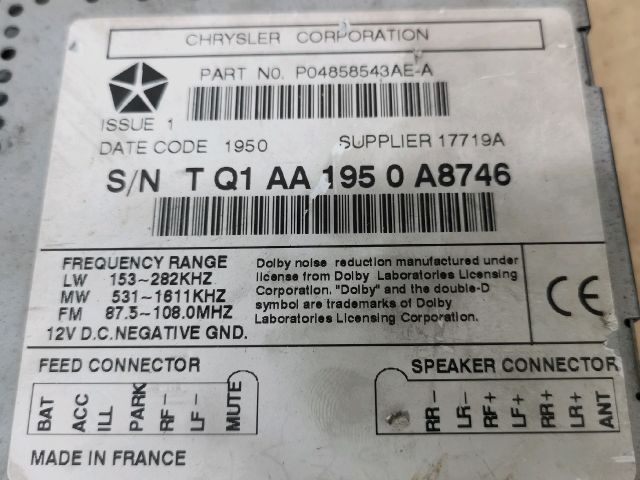 CHRYSLER CORPORATION
PART NO. P04858543AE-A
ISSUE 1
DATE CODE 1950 SUPPLIER 17719A
S/N T Q1 AA 195 0 A8746
FREQUENCY RANGE
LW 153~282KHZ
MW 531~1611KHZ
FM 87.5~108.0MHZ
12V D.C. NEGATIVE GND.
Dolby noise reduction manufactured under
license from Dolby Laboratories Licensing
Corporation. "Dolby" and the double-D
symbol are trademarks of Dolby
Laboratories Licensing Corporation.
CE
FEED CONNECTOR
BAT ACC ILL PARK RF- LF- MUTE
MADE IN FRANCE
SPEAKER CONNECTOR
RR- LR- RF+ LF+ RR+ LR+ ANT